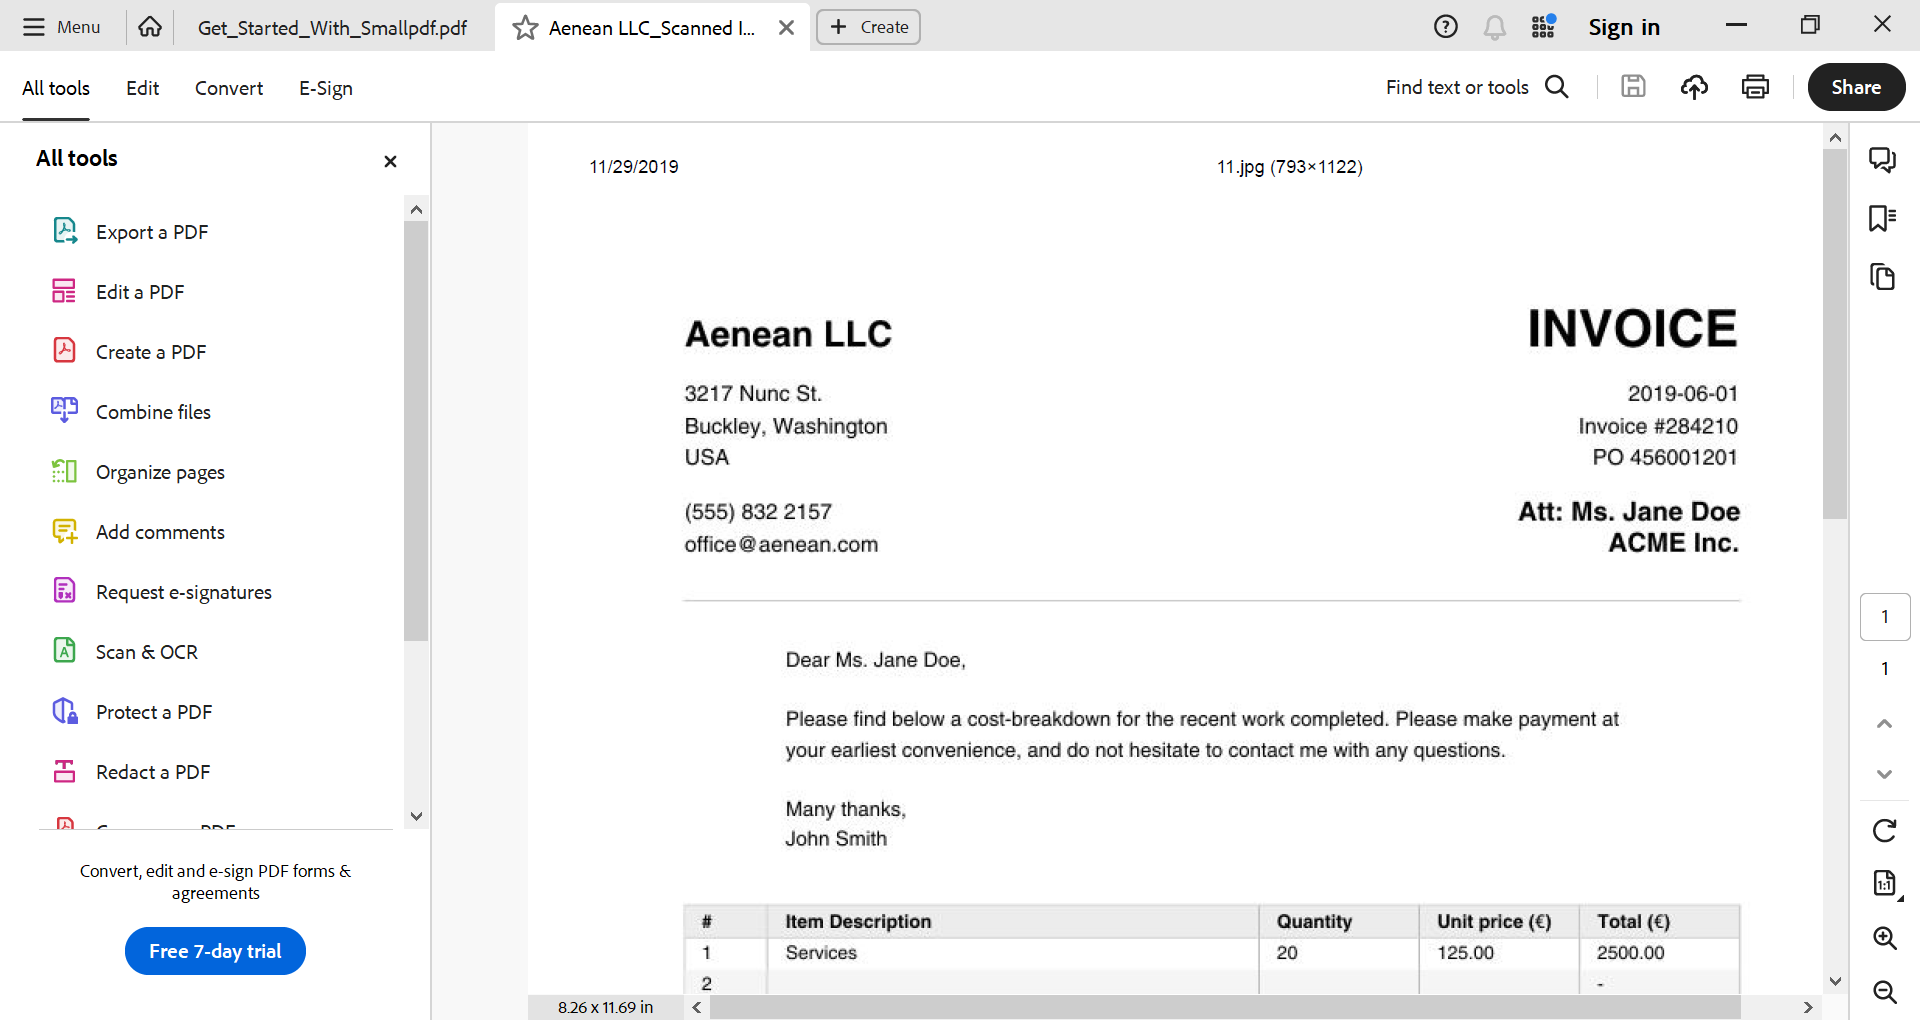 Menu
Get_Started_With_Smallpdf.pdf
Aenean LLC_Scanned I...
Create
Sign in
All tools
Edit
Convert
E-Sign
Find text or tools
Share
All tools
Export a PDF
Edit a PDF
Create a PDF
Combine files
Organize pages
Add comments
Request e-signatures
Scan & OCR
Protect a PDF
Redact a PDF
Convert, edit and e-sign PDF forms &
agreements
Free 7-day trial
11/29/2019
11.jpg (793×1122)
Aenean LLC
INVOICE
3217 Nunc St.
2019-06-01
Buckley, Washington
Invoice #284210
USA
PO 456001201
(555) 832 2157
Att: Ms. Jane Doe
office@aenean.com
ACME Inc.
Dear Ms. Jane Doe,
Please find below a cost-breakdown for the recent work completed. Please make payment at
your earliest convenience, and do not hesitate to contact me with any questions.
Many thanks,
John Smith
# Item Description Quantity Unit price (€) Total (€)
1 Services 20 125.00 2500.00
2 -
8.26 x 11.69 in
1
1
1:1